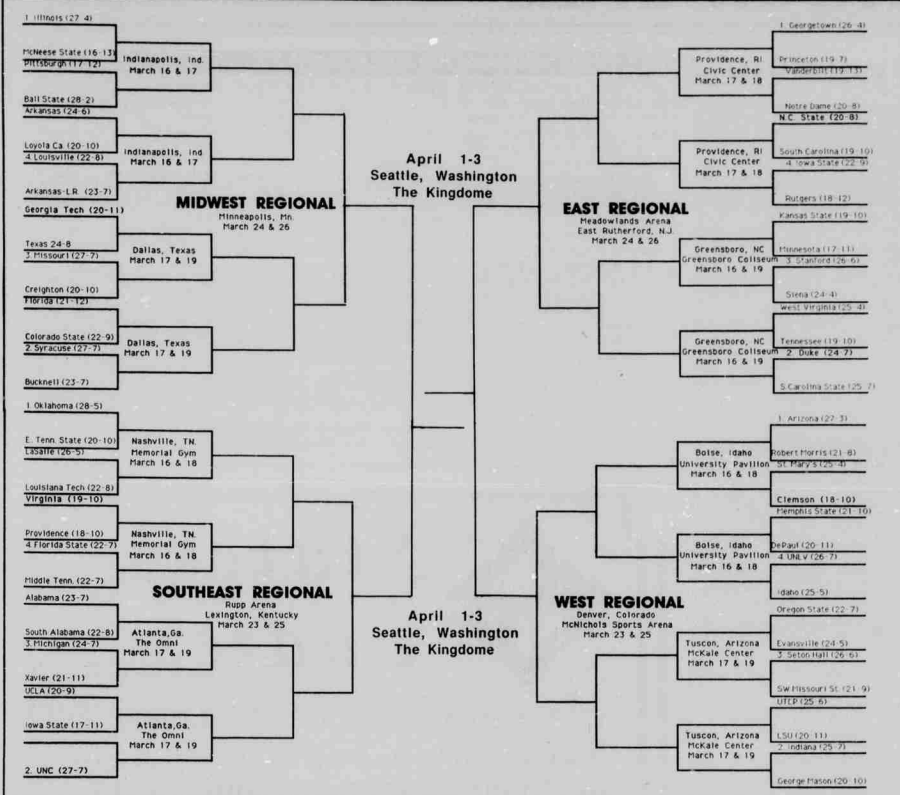 1. Illinois (27-4)
McNeese State (16-13)
Pittsburgh (17-12)
Ball State (28-2)
Arkansas (24-6)
Loyola Ca. (20-10)
4. Louisville (22-8)
Arkansas-L.R. (23-7)
Georgia Tech (20-11)
Texas 24-8
3. Missouri (27-7)
Creighton (20-10)
Florida (21-12)
Colorado State (22-9)
2. Syracuse (27-7)
Bucknell (23-7)
Indianapolis, Ind.
March 16 & 17
Indianapolis, Ind
March 16 & 17
Dallas, Texas
March 17 & 19
Dallas, Texas
March 17 & 19
MIDWEST REGIONAL
Minneapolis, Mn.
March 24 & 26
1. Oklahoma (28-5)
E. Tenn. State (20-10)
LaSalle (26-5)
Louisiana Tech (22-8)
Virginia (19-10)
Providence (18-10)
4. Florida State (22-7)
Middle Tenn. (22-7)
Alabama (23-7)
South Alabama (22-8)
3. Michigan (24-7)
Xavier (21-11)
UCLA (20-9)
Iowa State (17-11)
2. UNC (27-7)
Nashville, TN.
Memorial Gym
March 16 & 18
Nashville, TN.
Memorial Gym
March 16 & 18
Atlanta,Ga.
The Omni
March 17 & 19
Atlanta,Ga.
The Omni
March 17 & 19
SOUTHEAST REGIONAL
Rupp Arena
Lexington, Kentucky
March 23 & 25
April 1-3
Seattle, Washington
The Kingdome
April 1-3
Seattle, Washington
The Kingdome
EAST REGIONAL
Meadowlands Arena
East Rutherford, N.J.
March 24 & 26
Providence, RI
Civic Center
March 17 & 18
Providence, RI
Civic Center
March 17 & 18
Greensboro, NC
Greensboro Coliseum
March 16 & 19
Greensboro, NC
Greensboro Coliseum
March 16 & 19
1. Georgetown (26-4)
Princeton (19-7)
Vanderbilt (19-13)
Notre Dame (20-8)
N.C. State (20-8)
South Carolina (19-10)
4. Iowa State (22-9)
Rutgers (18-12)
Kansas State (19-10)
Minnesota (17-11)
3. Stanford (26-6)
Siena (24-4)
West Virginia (25-4)
Tennessee (19-10)
2. Duke (24-7)
S Carolina State (25-7)
WEST REGIONAL
Denver, Colorado
McNichols Sports Arena
March 23 & 25
Boise, Idaho
University Pavilion
March 16 & 18
Boise, Idaho
University Pavilion
March 16 & 18
Tuscon, Arizona
McKale Center
March 17 & 19
Tuscon, Arizona
McKale Center
March 17 & 19
1. Arizona (27-3)
Robert Morris (21-8)
St. Mary's (25-4)
Clemson (18-10)
Memphis State (21-10)
DePaul (20-11)
4. UNLV (26-7)
Idaho (25-5)
Oregon State (22-7)
Evansville (24-5)
3. Seton Hall (26-6)
SW Missouri St. (21-9)
UTEP (25-6)
LSU (20-11)
2. Indiana (25-7)
George Mason (20-10)